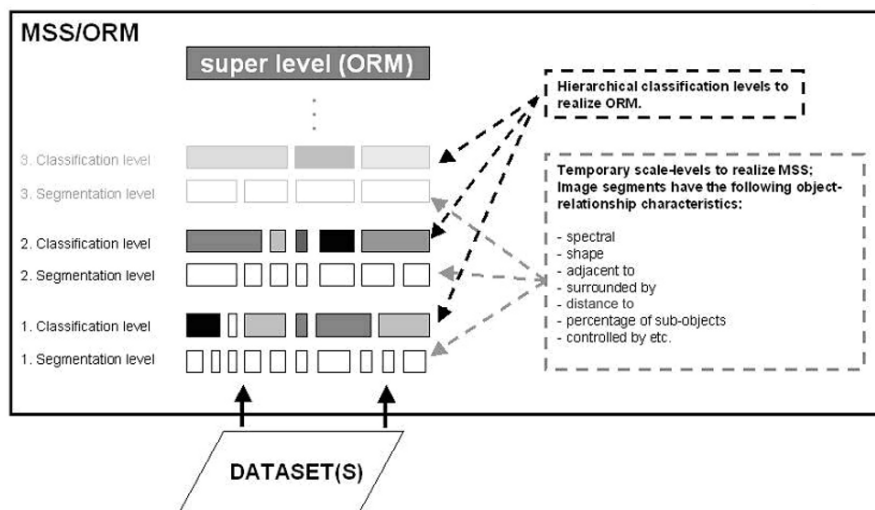 MSS/ORM
super level (ORM)
Hierarchical classification levels to
realize ORM.
3. Classification level
3. Segmentation level
2. Classification level
2. Segmentation level
1. Classification level
1. Segmentation level
Temporary scale-levels to realize MSS;
Image segments have the following object-
relationship characteristics:
- spectral
- shape
- adjacent to
- surrounded by
- distance to
- percentage of sub-objects
- controlled by etc.
DATASET(S)